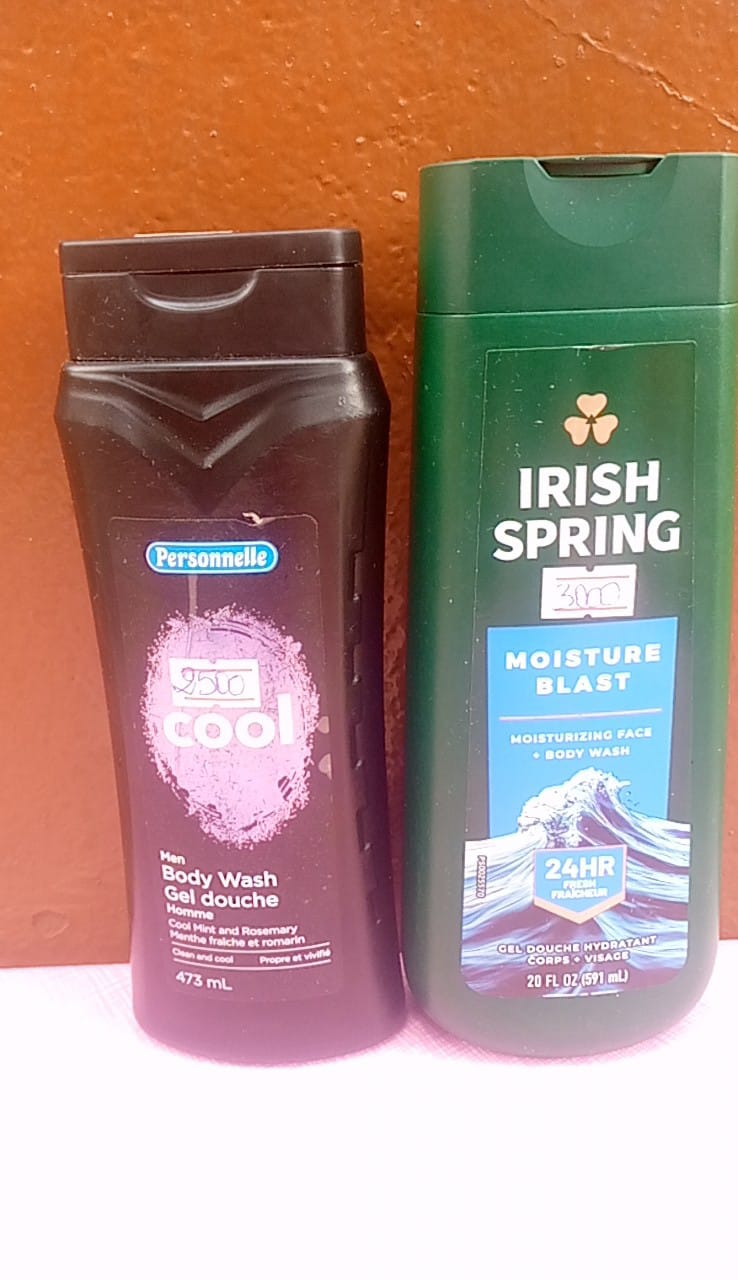 Personnelle
2500
cool
Men
Body Wash
Gel douche
Homme
Cool Mint and Rosemary
Menthe fraîche et romarin
Clean and cool Propre et vivifié
473 mL
IRISH
SPRING
3000
MOISTURE
BLAST
MOISTURIZING FACE
+ BODY WASH
24HR
FRESH
FRAÎCHEUR
P50025570
GEL DOUCHE HYDRATANT
CORPS + VISAGE
20 FL OZ (591 mL)